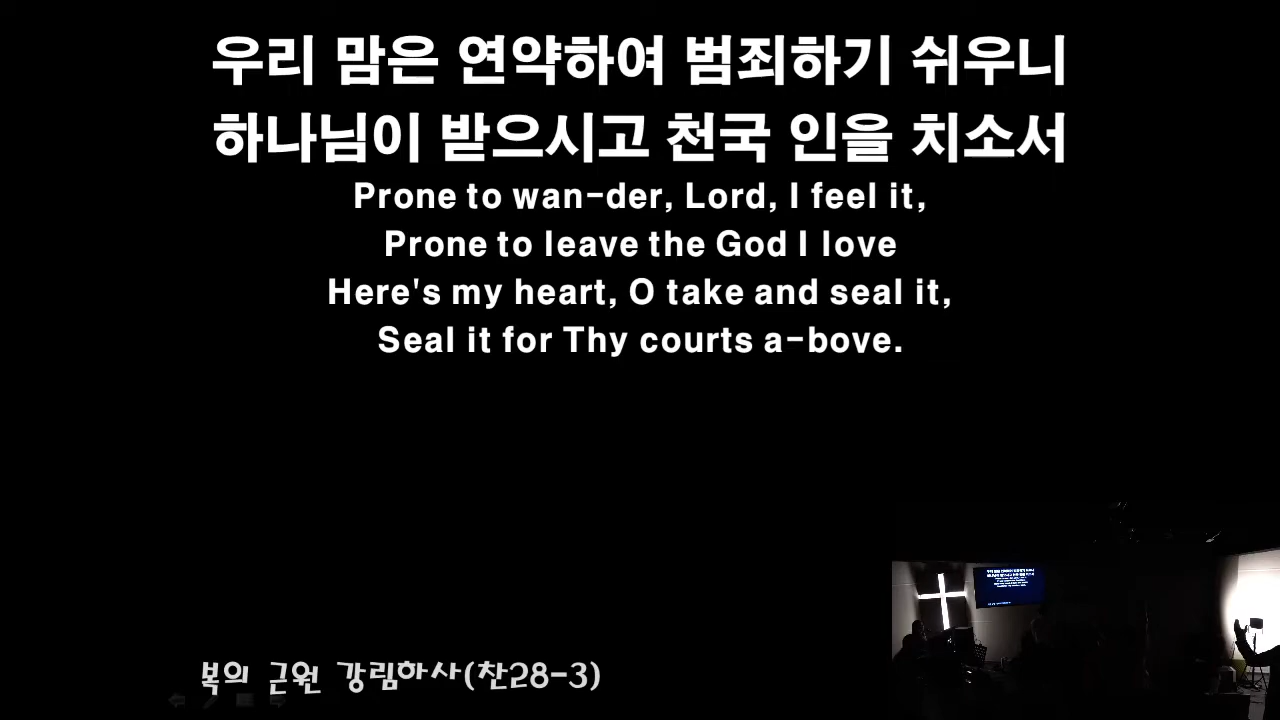 우리 맘은 연약하여 범죄하기 쉬우니
하나님이 받으시고 천국 인을 치소서
Prone to wan-der, Lord, I feel it,
Prone to leave the God I love
Here's my heart, O take and seal it,
Seal it for Thy courts a-bove.
복의 근원 강림하사(찬28-3)